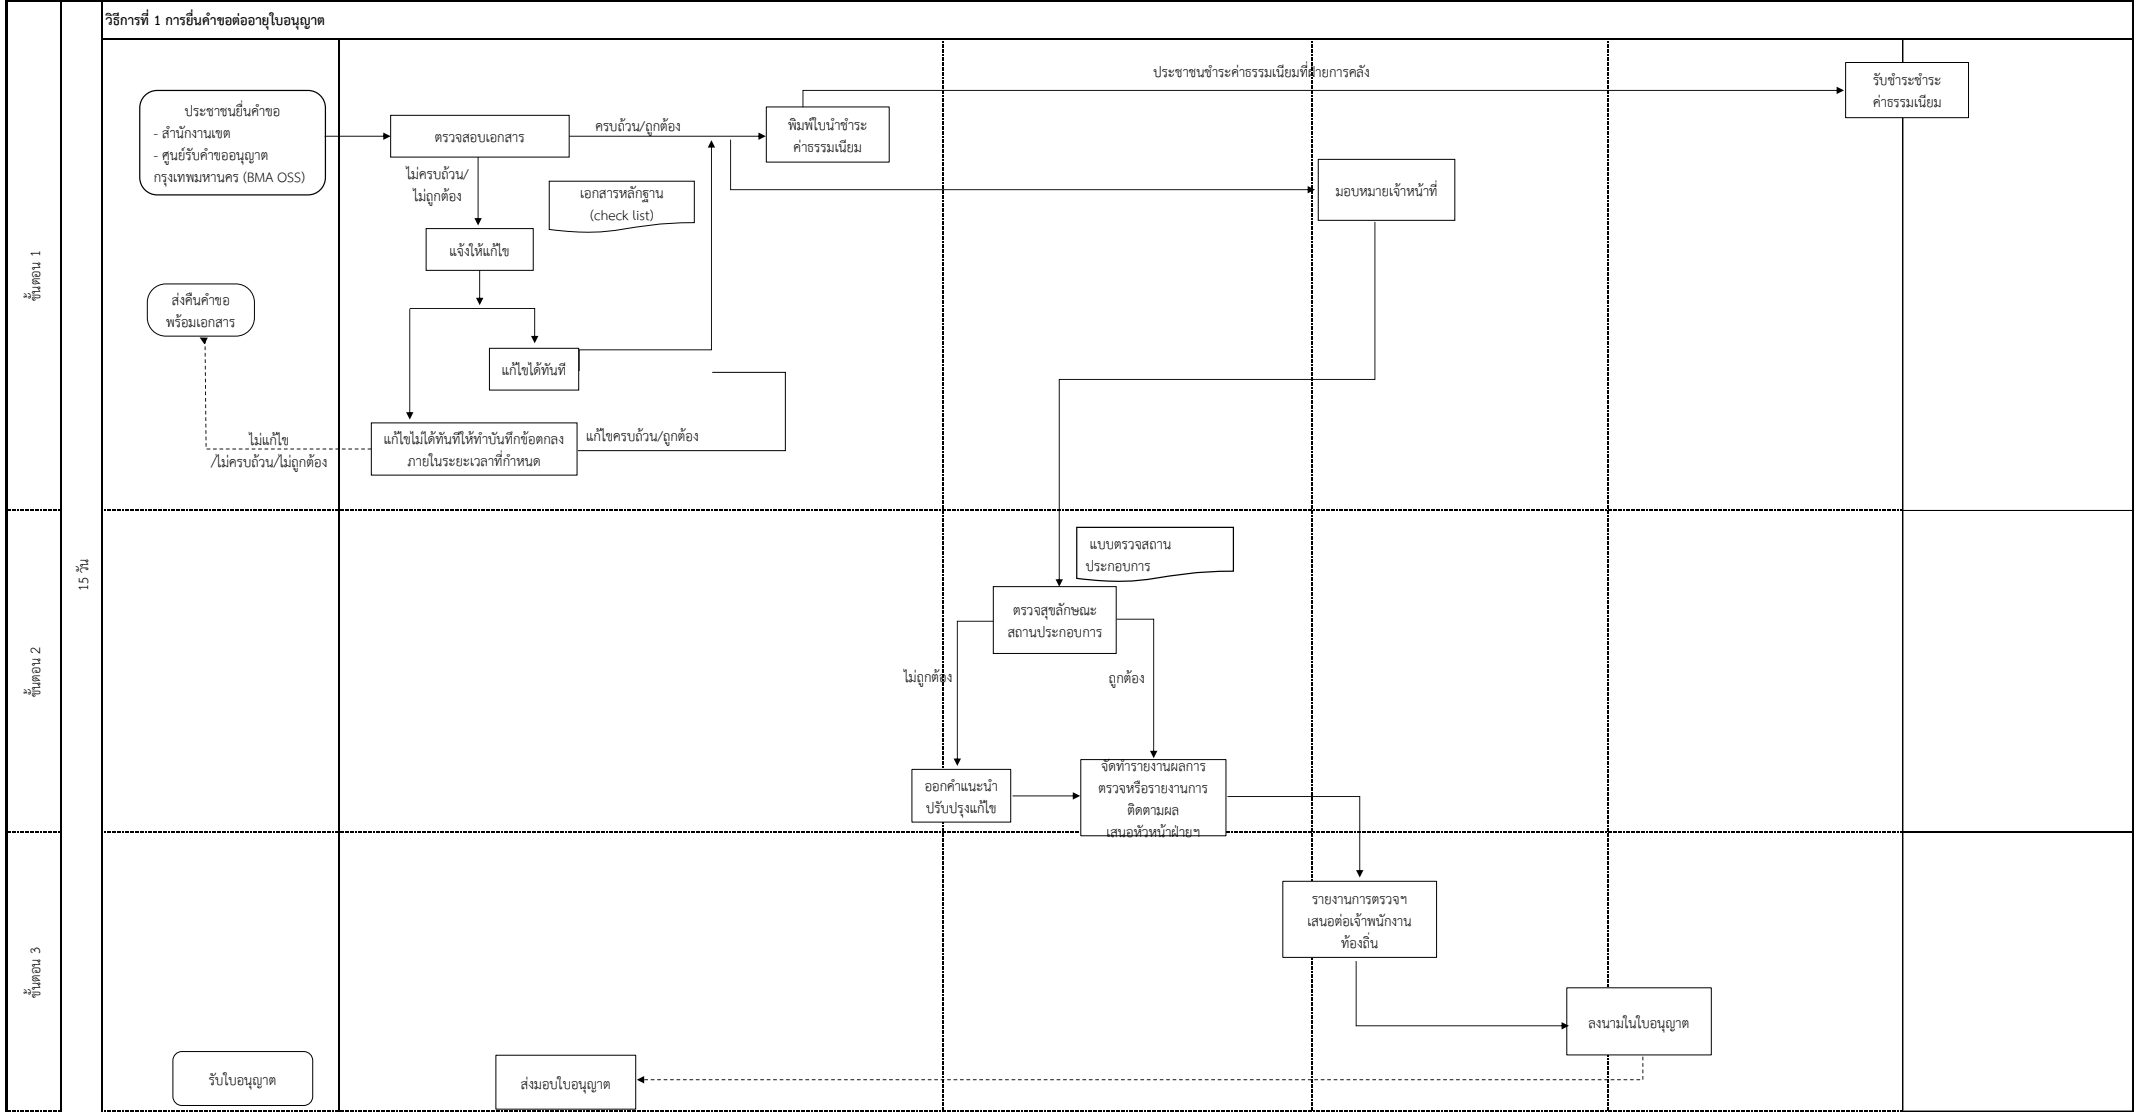 วิธีการที่ 1 การยื่นคำขอต่ออายุใบอนุญาต
ขั้นตอน 1
15 วัน
ประชาชนยื่นคำขอ
- สำนักงานเขต
- ศูนย์รับคำขออนุญาต
กรุงเทพมหานคร (BMA OSS)
ตรวจสอบเอกสาร
ครบถ้วน/ถูกต้อง
พิมพ์ใบนำชำระ
ค่าธรรมเนียม
ประชาชนชำระค่าธรรมเนียมที่ฝ่ายการคลัง
รับชำระชำระ
ค่าธรรมเนียม
ไม่ครบถ้วน/
ไม่ถูกต้อง
เอกสารหลักฐาน
(check list)
มอบหมายเจ้าหน้าที่
แจ้งให้แก้ไข
ส่งคืนคำขอ
พร้อมเอกสาร
แก้ไขได้ทันที
ไม่แก้ไข
/ไม่ครบถ้วน/ไม่ถูกต้อง
แก้ไขไม่ได้ทันทีให้ทำบันทึกข้อตกลง
ภายในระยะเวลาที่กำหนด
แก้ไขครบถ้วน/ถูกต้อง
ขั้นตอน 2
แบบตรวจสถาน
ประกอบการ
ตรวจสุขลักษณะ
สถานประกอบการ
ไม่ถูกต้อง
ถูกต้อง
ออกคำแนะนำ
ปรับปรุงแก้ไข
จัดทำรายงานผลการ
ตรวจหรือรายงานการ
ติดตามผล
เสนอหัวหน้าฝ่ายฯ
ขั้นตอน 3
รายงานการตรวจฯ
เสนอต่อเจ้าพนักงาน
ท้องถิ่น
ลงนามในใบอนุญาต
ส่งมอบใบอนุญาต
รับใบอนุญาต